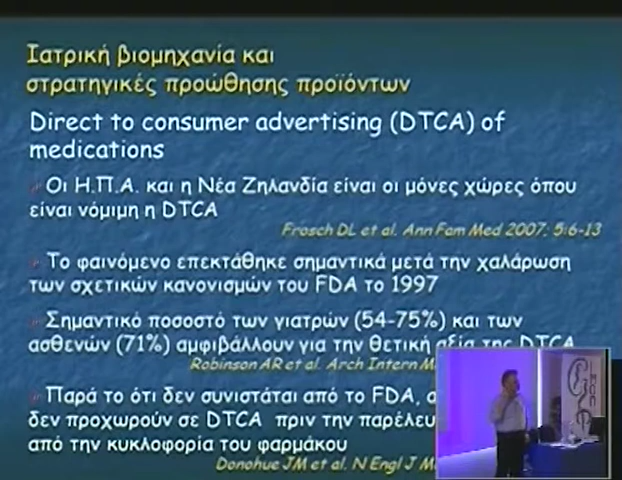 Ιατρική βιομηχανία και
στρατηγικές προώθησης προϊόντων
Direct to consumer advertising (DTCA) of
medications
Οι Η.Π.Α. και η Νέα Ζηλανδία είναι οι μόνες χώρες όπου
είναι νόμιμη η DTCA
Frosch DL et al. Ann Fam Med 2007; 5:6-13
Το φαινόμενο επεκτάθηκε σημαντικά μετά την χαλάρωση
των σχετικών κανονισμών του FDA το 1997
Σημαντικό ποσοστό των γιατρών (54-75%) και των
ασθενών (71%) αμφιβάλλουν για την θετική αξία της DTCA
Robinson AR et al. Arch Intern
Παρά το ότι δεν συνιστάται από το FDA,
δεν προχωρούν σε DTCA πριν την
από την κυκλοφορία του φαρμάκου
Donohue JM et al. N Engl J